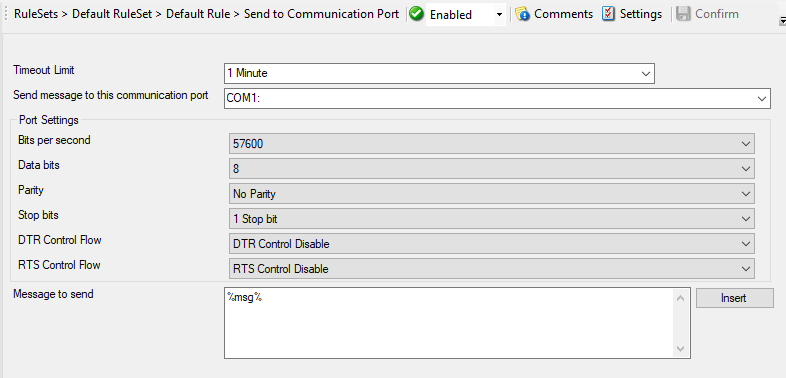 RuleSets > Default RuleSet > Default Rule > Send to Communication Port Enabled Comments Settings Confirm
Timeout Limit 1 Minute
Send message to this communication port COM1:
Port Settings
Bits per second 57600
Data bits 8
Parity No Parity
Stop bits 1 Stop bit
DTR Control Flow DTR Control Disable
RTS Control Flow RTS Control Disable
Message to send %msg% Insert